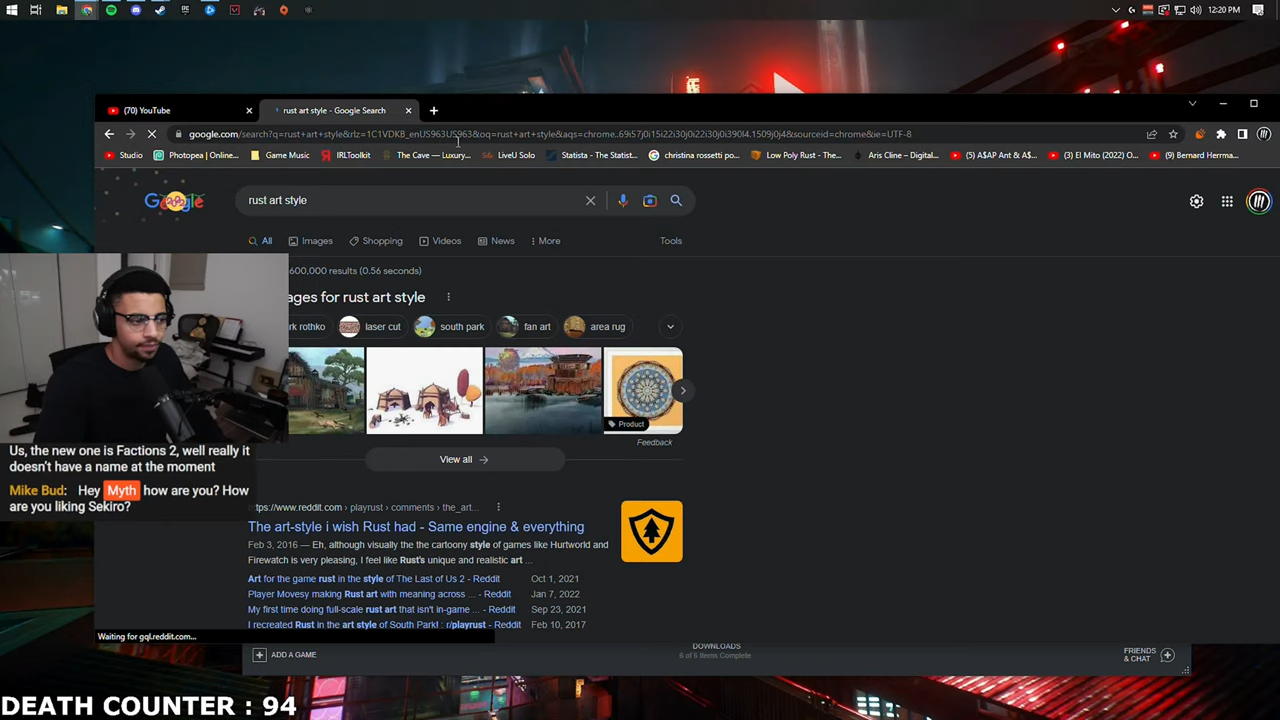 12:20 PM
(70) YouTube
rust art style - Google Search
google.com/search?q=rust+art+style&rlz=1C1VDKB_enUS963US963&oq=rust+art+style&aqs=chrome..69i57j0i15i22i30j0i22i30j0i390l4.1509j0j4&sourceid=chrome&ie=UTF-8
Studio
Photopea | Online...
Game Music
IRLToolkit
The Cave — Luxury...
LiveU Solo
Statista - The Statist...
christina rossetti po...
Low Poly Rust - The...
Aris Cline – Digital...
(5) A$AP Ant & A$...
(3) El Mito (2022) O...
(9) Bernard Herrma...
Google
rust art style
All
Images
Shopping
Videos
News
More
Tools
600,000 results (0.56 seconds)
ages for rust art style
rk rothko
laser cut
south park
fan art
area rug
Product
Feedback
View all
https://www.reddit.com › playrust › comments › the_art...
The art-style i wish Rust had - Same engine & everything
Feb 3, 2016 — Eh, although visually the the cartoony style of games like Hurtworld and
Firewatch is very pleasing, I feel like Rust's unique and realistic art ...
Art for the game rust in the style of The Last of Us 2 - Reddit Oct 1, 2021
Player Movesy making Rust art with meaning across ... - Reddit Jan 7, 2022
My first time doing full-scale rust art that isn't in-game ... - Reddit Sep 23, 2021
I recreated Rust in the art style of South Park! : r/playrust - Reddit Feb 10, 2017
Us, the new one is Factions 2, well really it
doesn't have a name at the moment
Mike Bud: Hey Myth how are you? How
are you liking Sekiro?
Waiting for gql.reddit.com...
ADD A GAME
DOWNLOADS
6 of 6 Items Complete
FRIENDS
& CHAT
DEATH COUNTER : 94